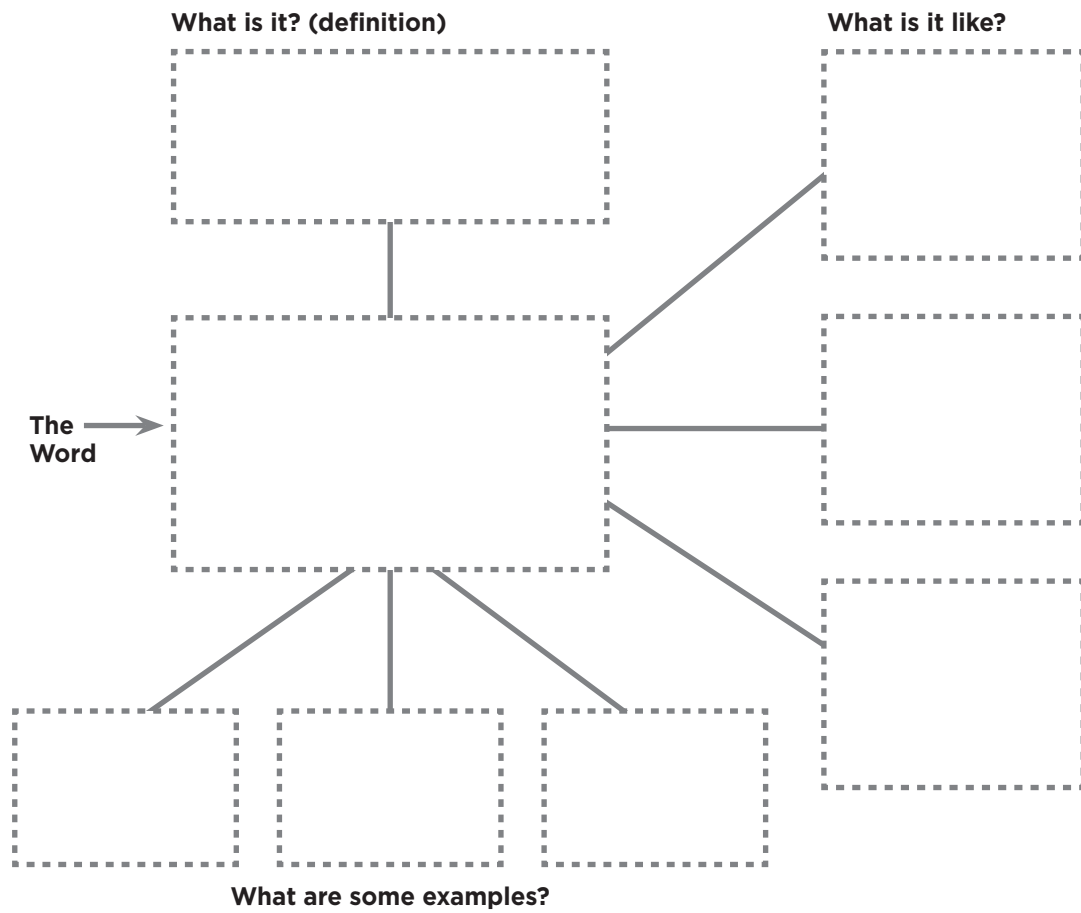 What is it? (definition)
What is it like?
The
Word
What are some examples?